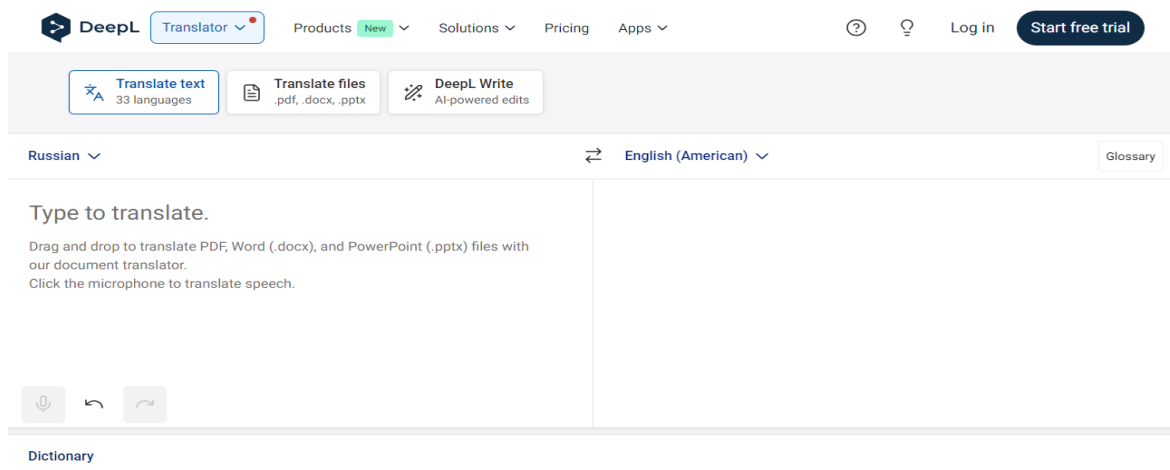 DeepL Translator Products New Solutions Pricing Apps Log in Start free trial
Translate text Translate files DeepL Write
33 languages .pdf, .docx, .pptx AI-powered edits
Russian English (American) Glossary
Type to translate.
Drag and drop to translate PDF, Word (.docx), and PowerPoint (.pptx) files with
our document translator.
Click the microphone to translate speech.
Dictionary